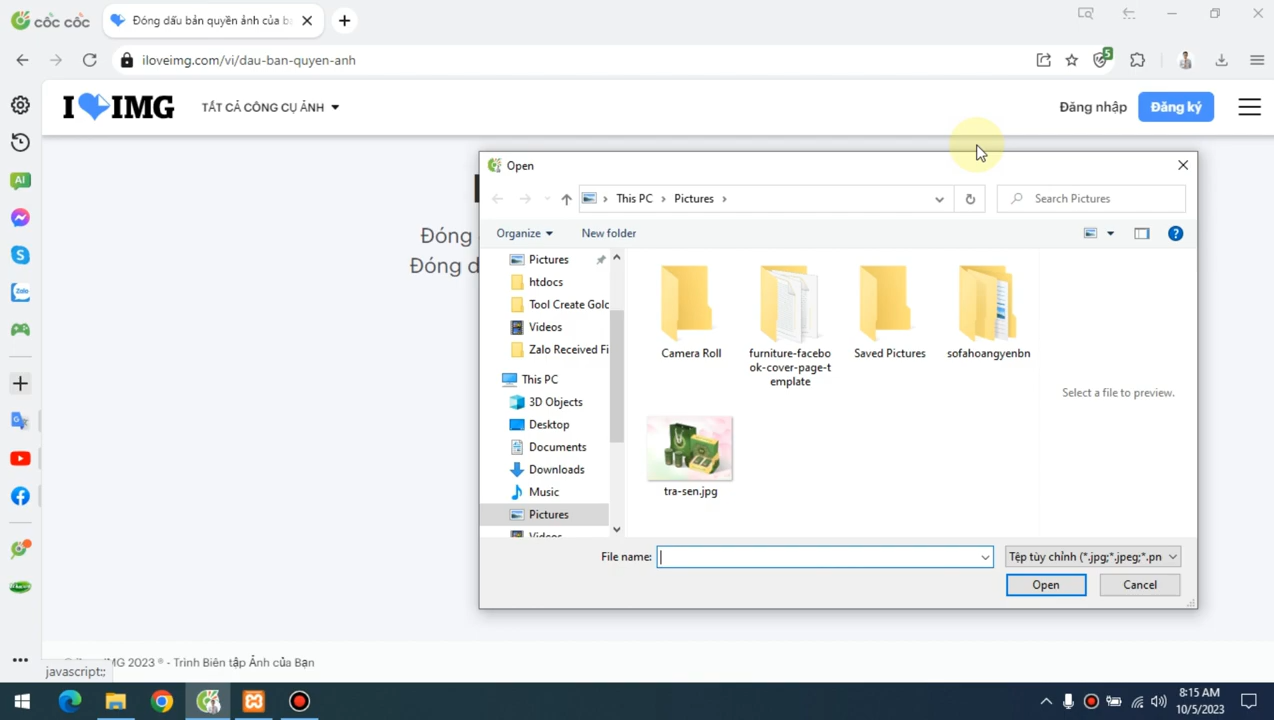 cốc cốc
Đóng dấu bản quyền ảnh của b
iloveimg.com/vi/dau-ban-quyen-anh
5
I IMG
TẤT CẢ CÔNG CỤ ẢNH
Đăng nhập
Đăng ký
AI
Zalo
Open
This PC
Pictures
Search Pictures
Organize
New folder
Pictures
htdocs
Tool Create Gold
Videos
Zalo Received Fi
This PC
3D Objects
Desktop
Documents
Downloads
Music
Pictures
Videos
Camera Roll
furniture-facebo
ok-cover-page-t
emplate
Saved Pictures
sofahoangyenbn
tra-sen.jpg
Select a file to preview.
File name:
Tệp tùy chỉnh (*.jpg;*.jpeg;*.pn
Open
Cancel
Đóng
Đóng d
IMG 2023 ® - Trình Biên tập Ảnh của Bạn
javascript:;
8:15 AM
10/5/2023